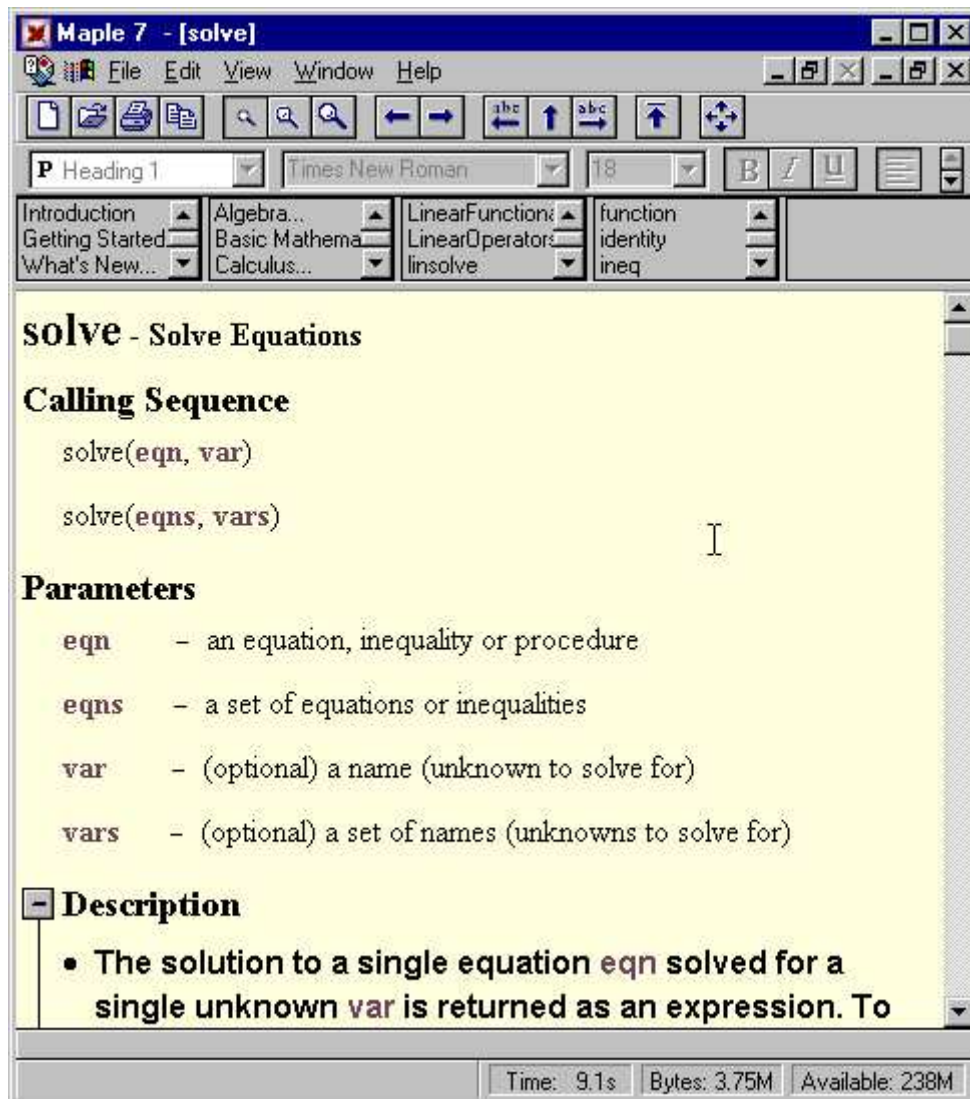 Maple 7 - [solve]
File Edit View Window Help
abc abc
P Heading 1 Times New Roman 18 B I U
Introduction Algebra... LinearFunction function
Getting Started Basic Mathema LinearOperators identity
What's New... Calculus... linsolve ineq
solve - Solve Equations
Calling Sequence
solve(eqn, var)
solve(eqns, vars)
Parameters
eqn – an equation, inequality or procedure
eqns – a set of equations or inequalities
var – (optional) a name (unknown to solve for)
vars – (optional) a set of names (unknowns to solve for)
Description
• The solution to a single equation eqn solved for a
single unknown var is returned as an expression. To
Time: 9.1s Bytes: 3.75M Available: 238M